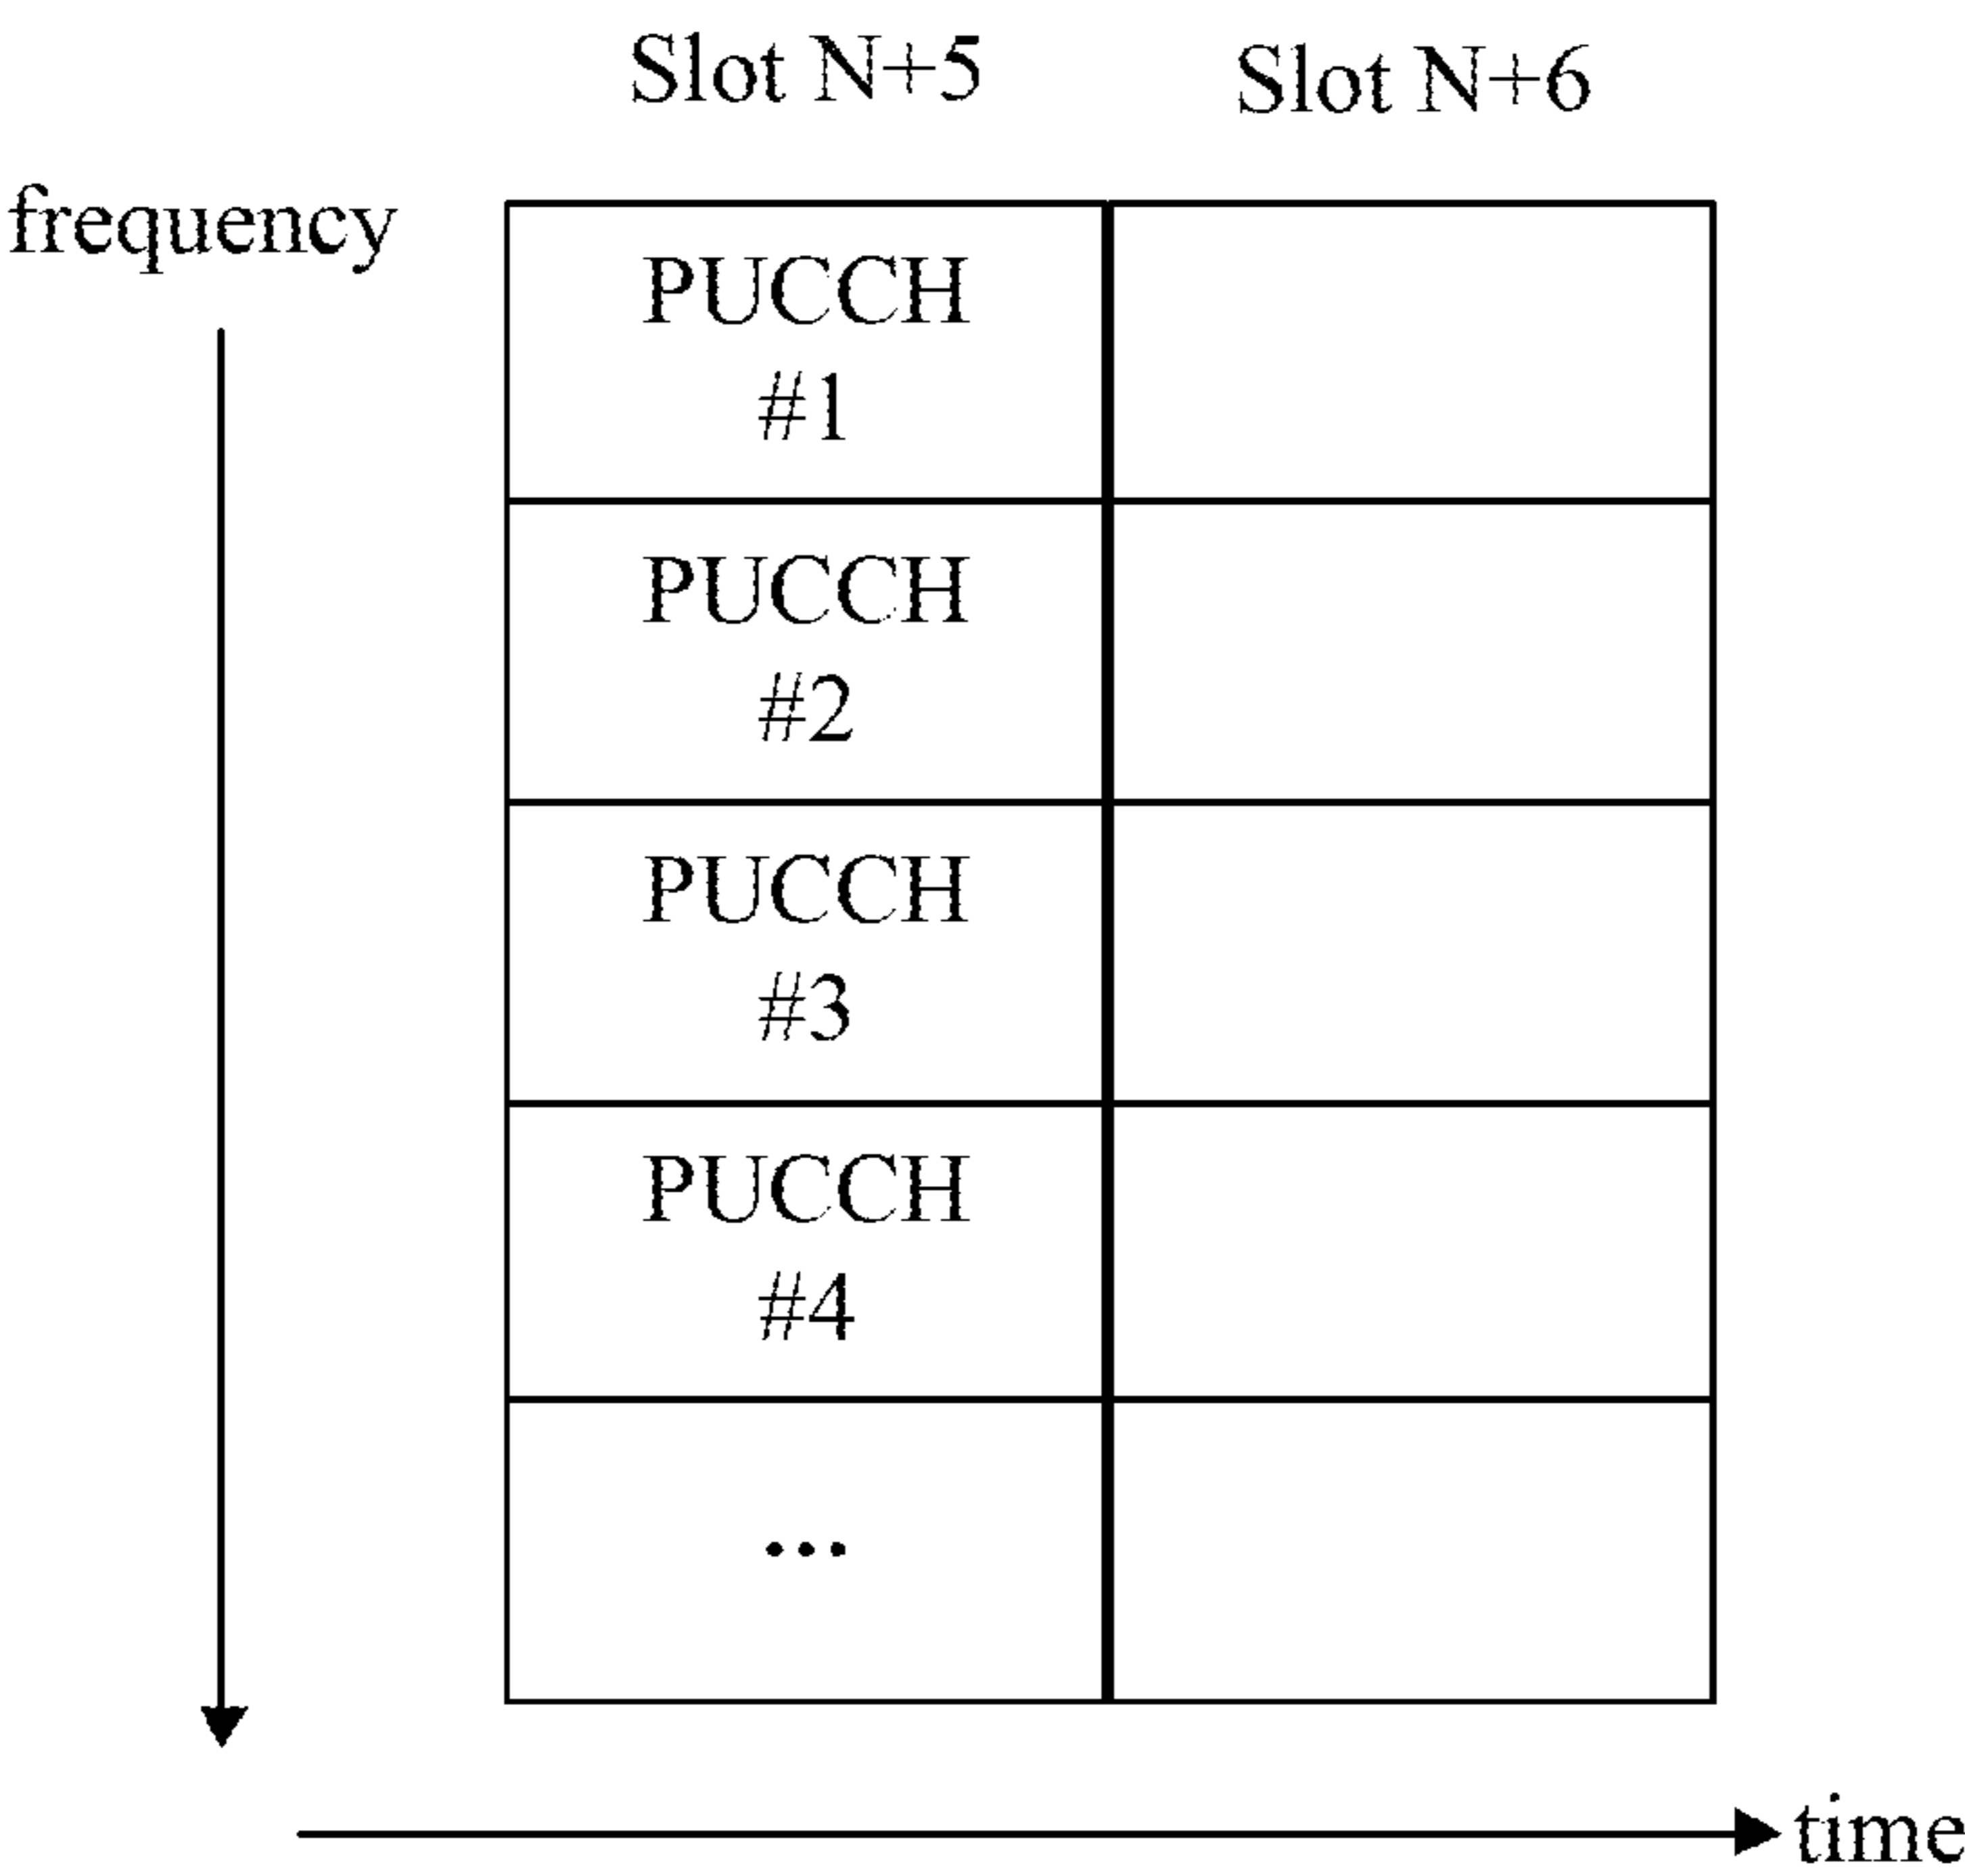 Slot N+5
Slot N+6
frequency
PUCCH
#1
PUCCH
#2
PUCCH
#3
PUCCH
#4
...
time